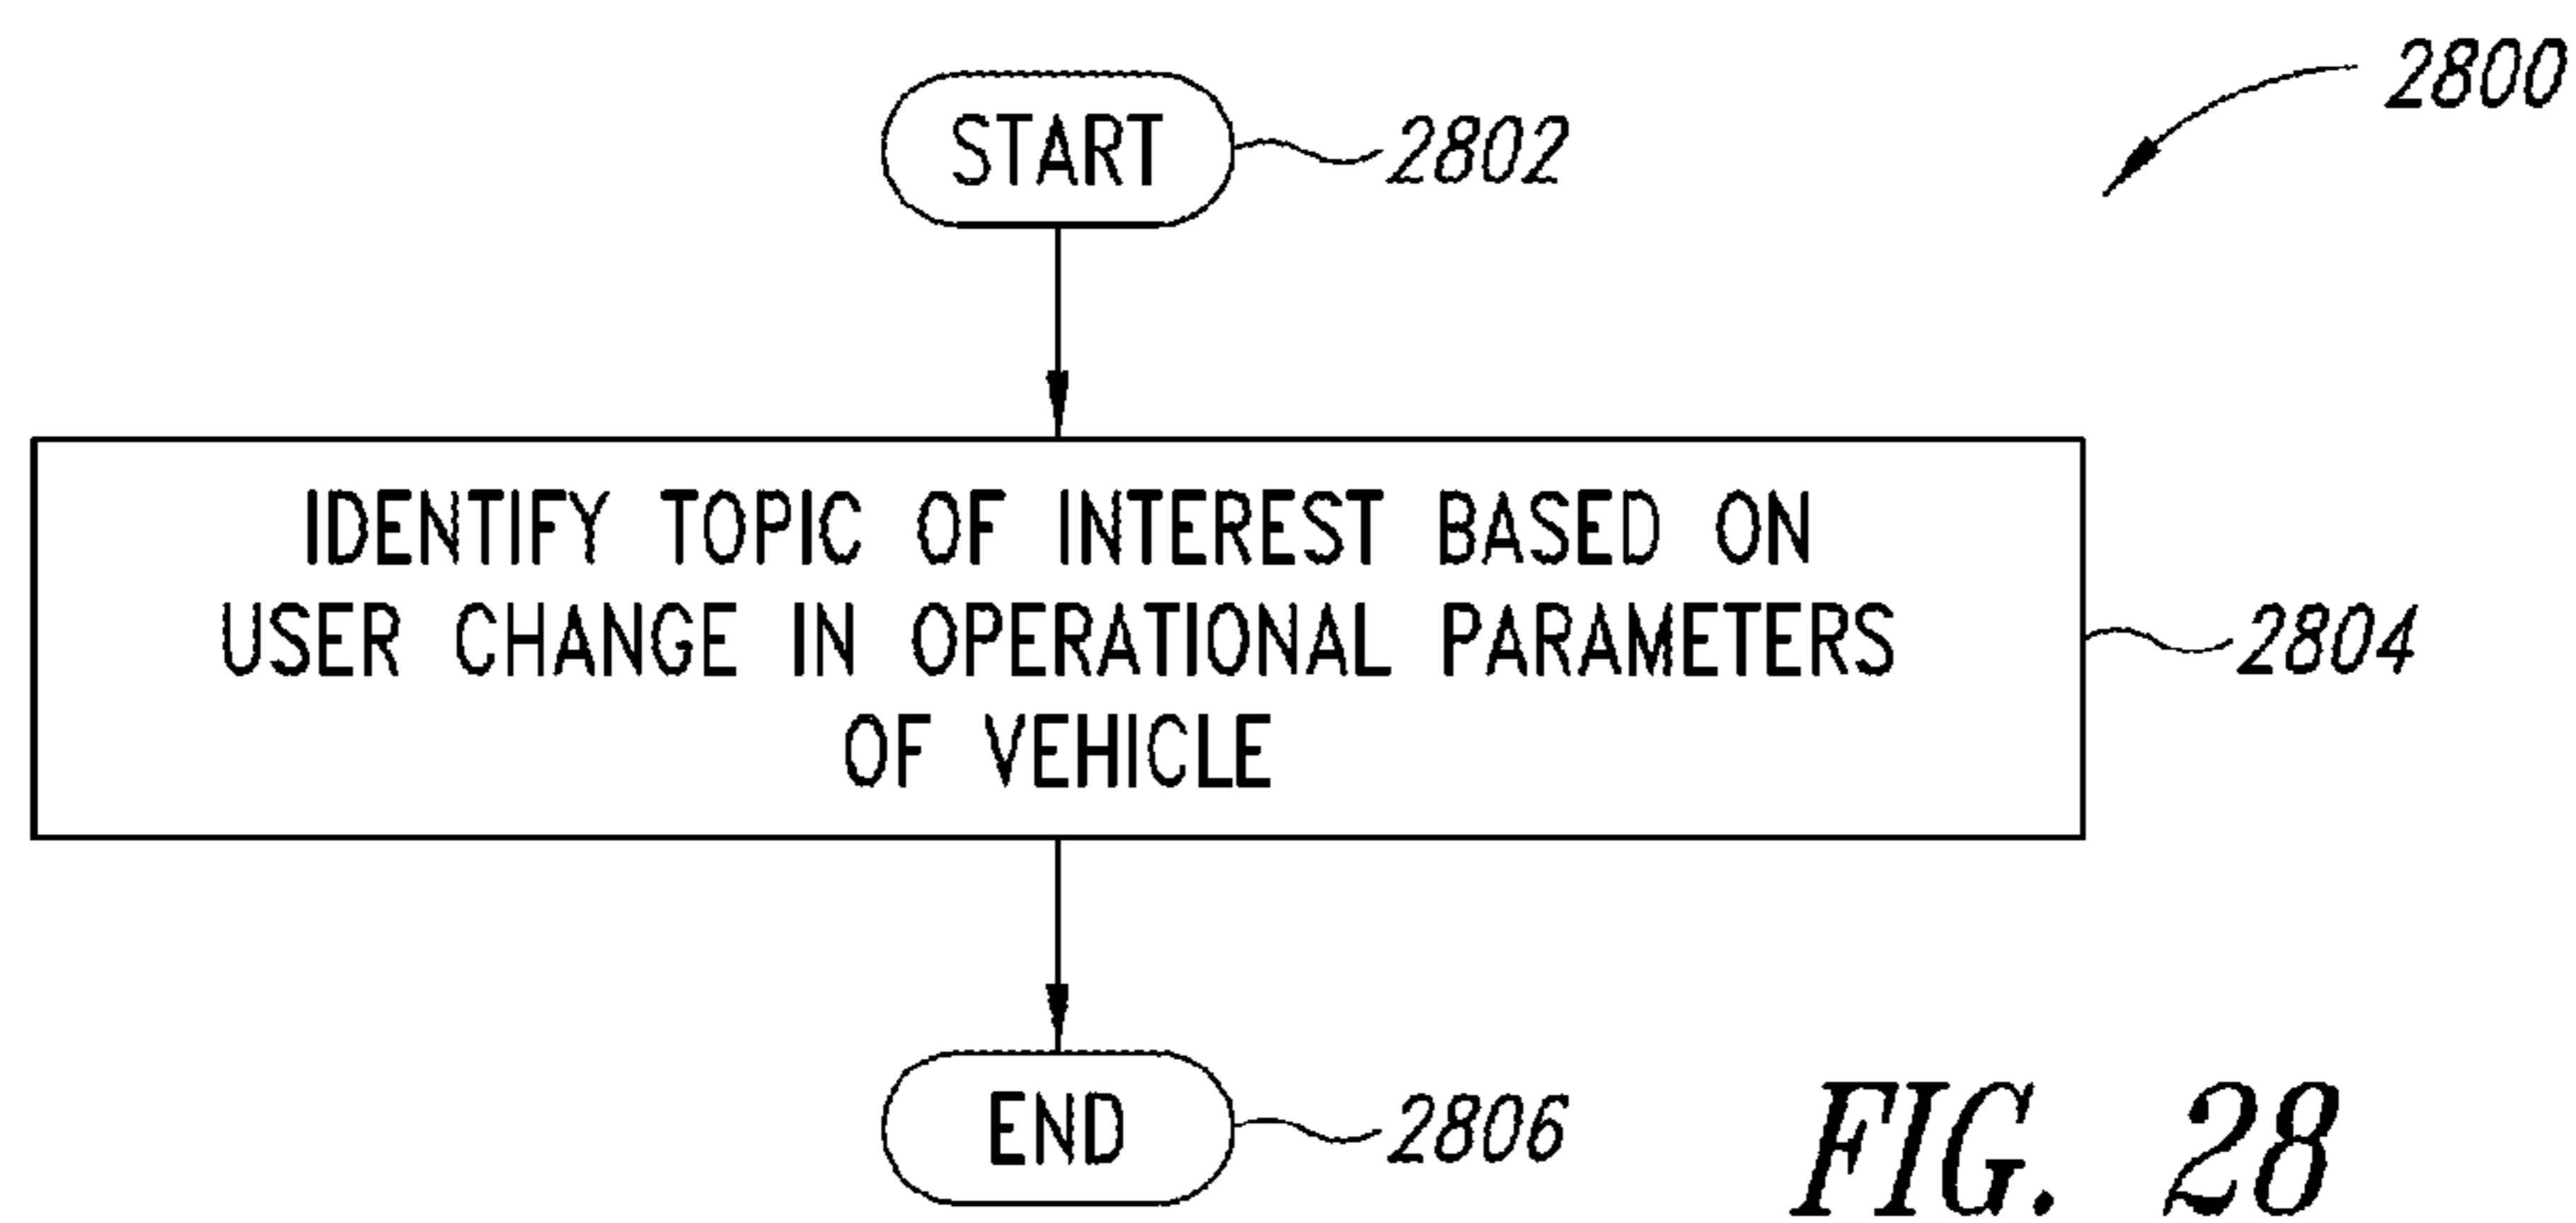 2800
START
2802
IDENTIFY TOPIC OF INTEREST BASED ON
USER CHANGE IN OPERATIONAL PARAMETERS
OF VEHICLE
2804
END
2806
FIG. 28